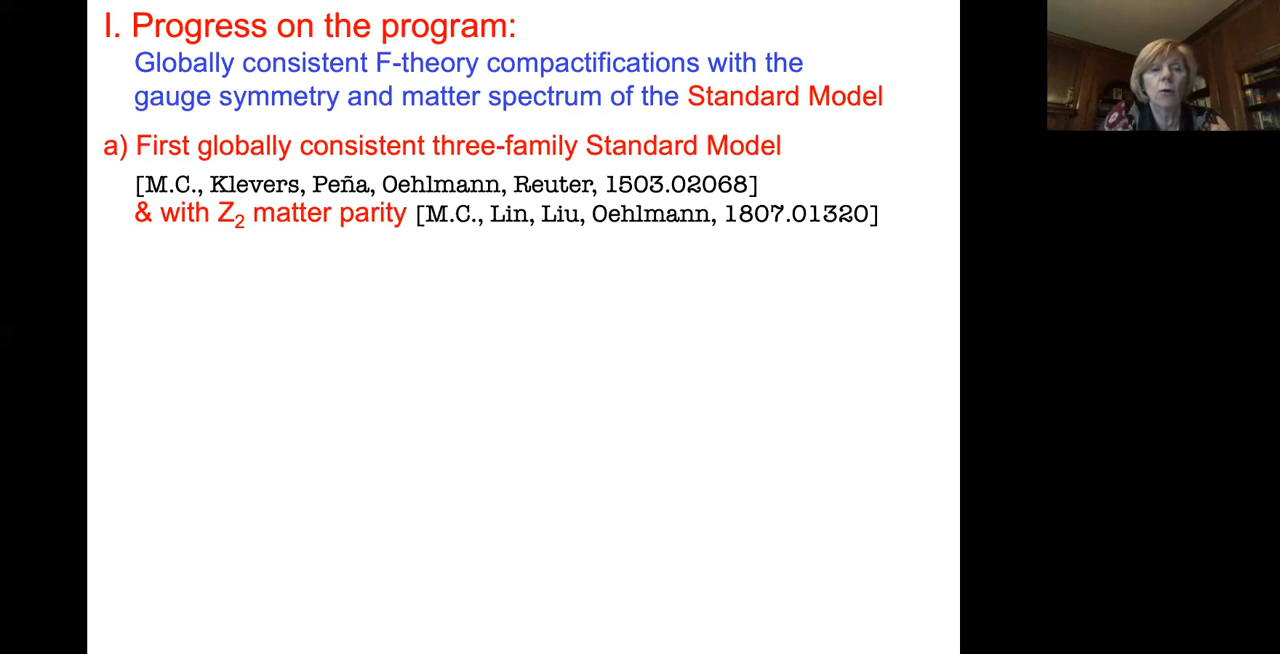 I. Progress on the program:
Globally consistent F-theory compactifications with the
gauge symmetry and matter spectrum of the Standard Model
a) First globally consistent three-family Standard Model
[M.C., Klevers, Peña, Oehlmann, Reuter, 1503.02068]
& with Z₂ matter parity [M.C., Lin, Liu, Oehlmann, 1807.01320]